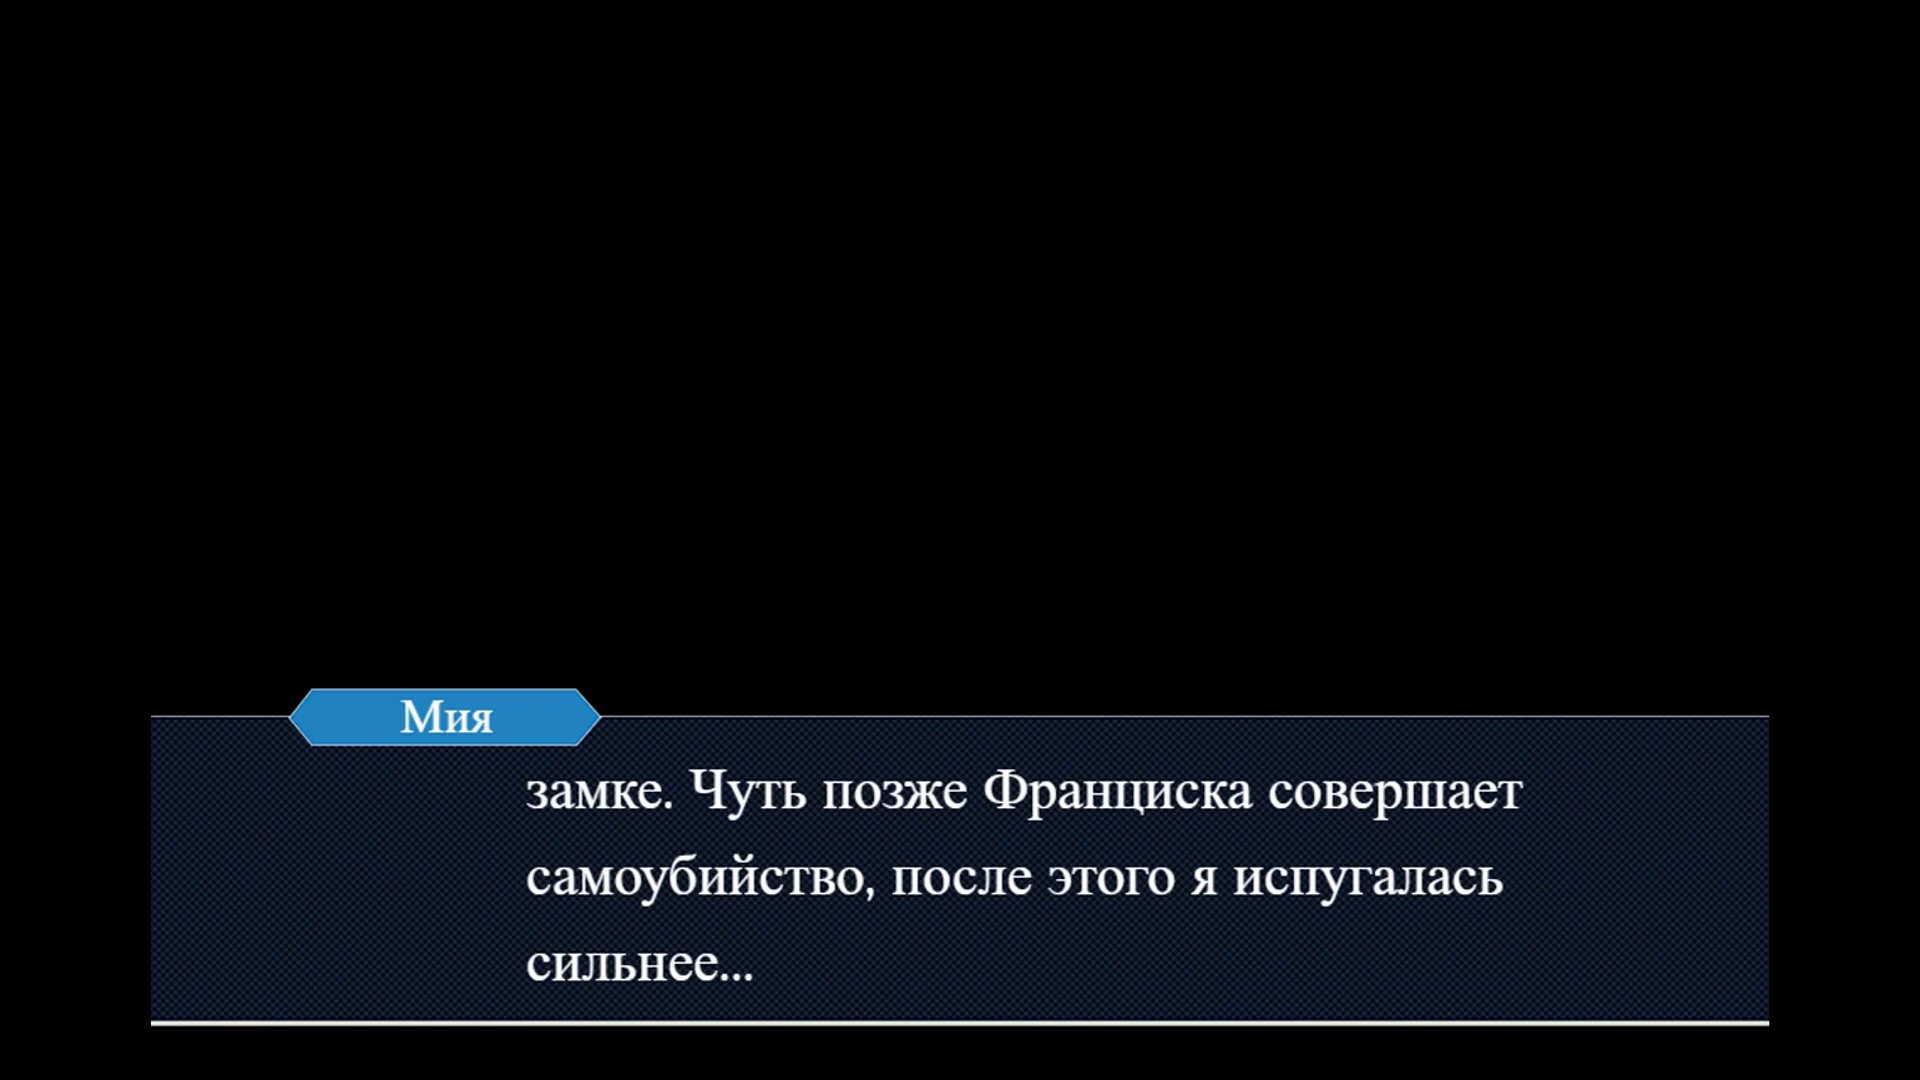 Мия
замке. Чуть позже Франциска совершает
самоубийство, после этого я испугалась
сильнее...